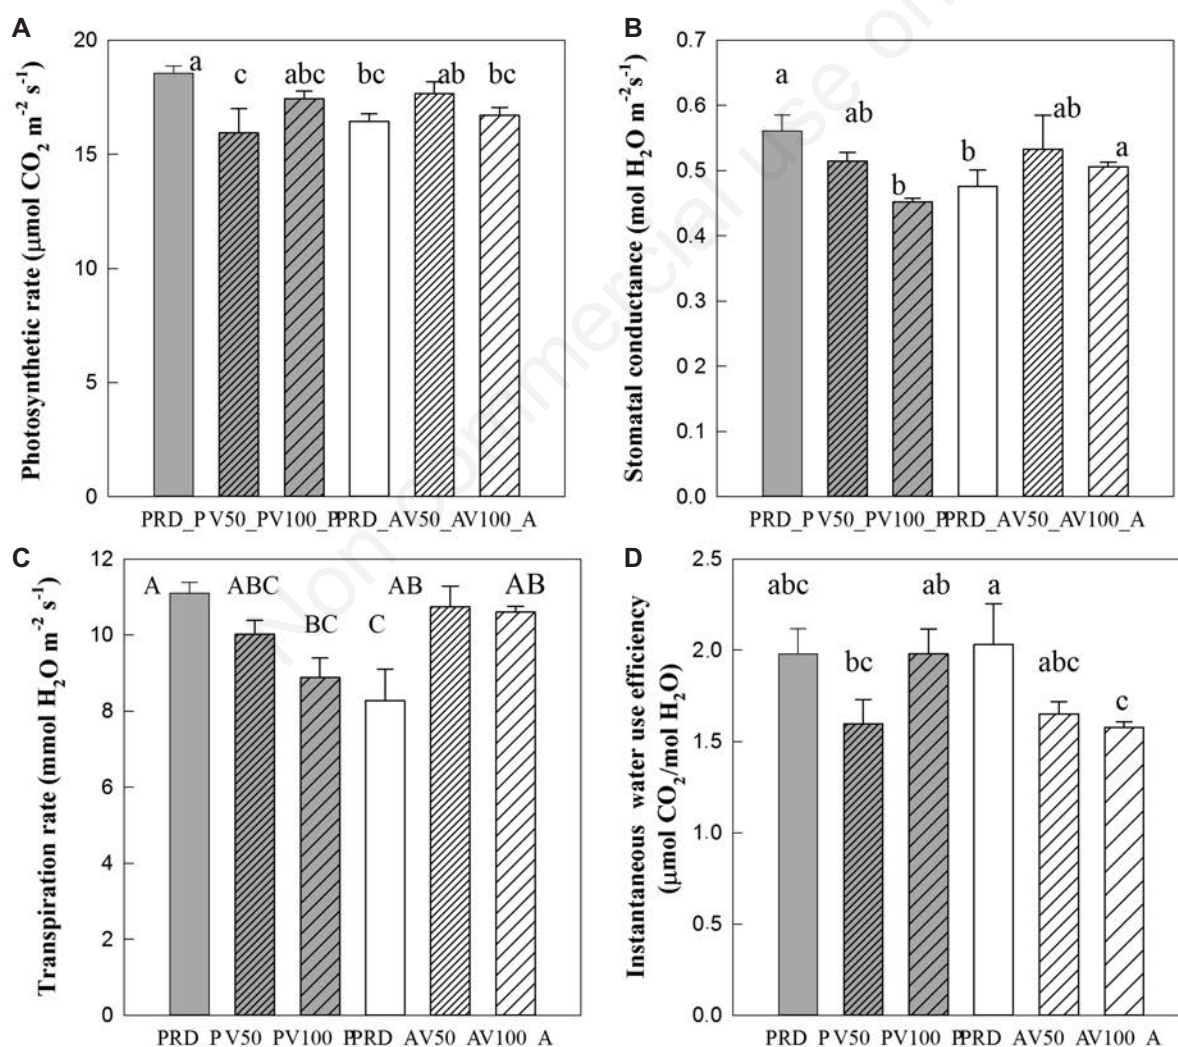 A
20
15
10
5
0
Photosynthetic rate (μmol CO₂ m⁻² s⁻¹)
a
c
abc
bc
ab
bc
PRD_P V50_PV100_PPRD_AV50_AV100_A
B
0.7
0.6
0.5
0.4
0.3
0.2
0.1
0.0
Stomatal conductance (mol H₂O m⁻²s⁻¹)
a
ab
b
b
ab
a
PRD_P V50_PV100_PPRD_AV50_AV100_A
C
12
10
8
6
4
2
0
Transpiration rate (mmol H₂O m⁻² s⁻¹)
A
ABC
BC
C
AB
AB
PRD P V50 PV100 PPRD AV50 AV100 A
D
2.5
2.0
1.5
1.0
0.5
0.0
Instantaneous water use efficiency
(μmol CO₂/mol H₂O)
abc
bc
ab
a
abc
c
PRD P V50 PV100 PPRD AV50 AV100 A
Non commercial use on